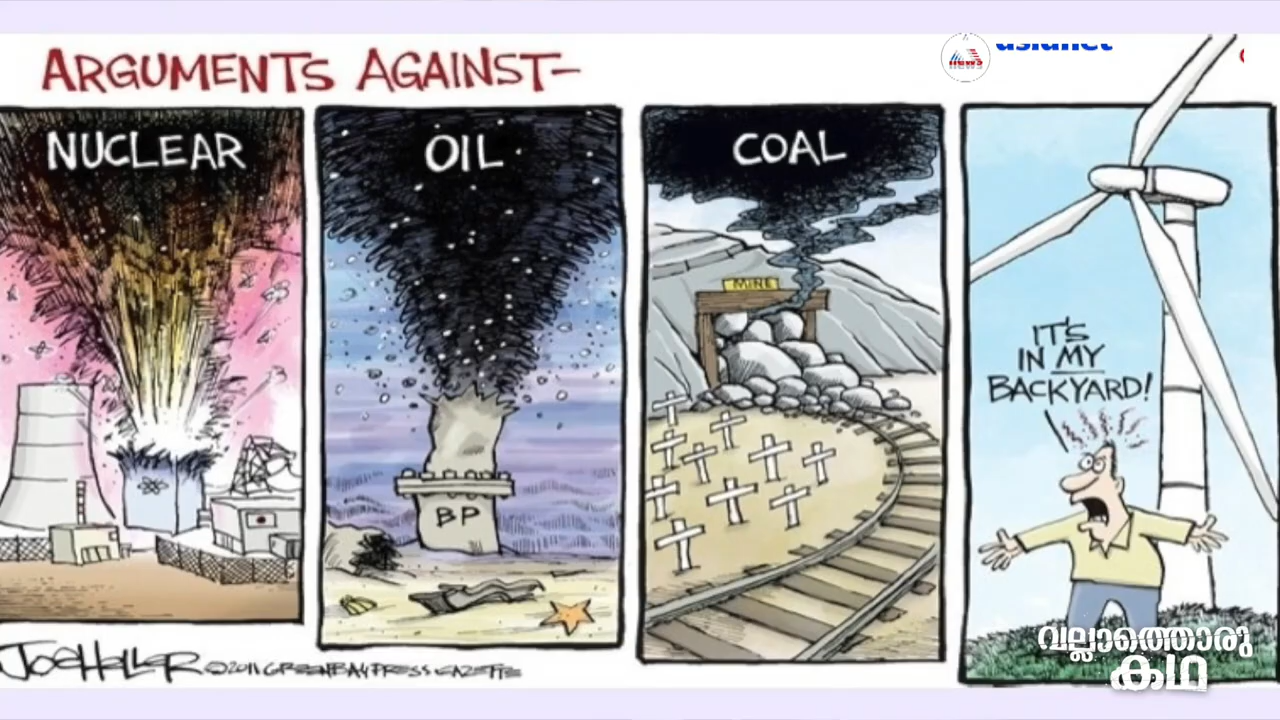 ARGUMENTS AGAINST-
news
NUCLEAR
OIL
COAL
MINE
BP
IT'S
IN MY
BACKYARD!
JOE HELLER ©2011 GREEN BAY PRESS-GAZETTE
വല്ലാത്തൊരു
കഥ